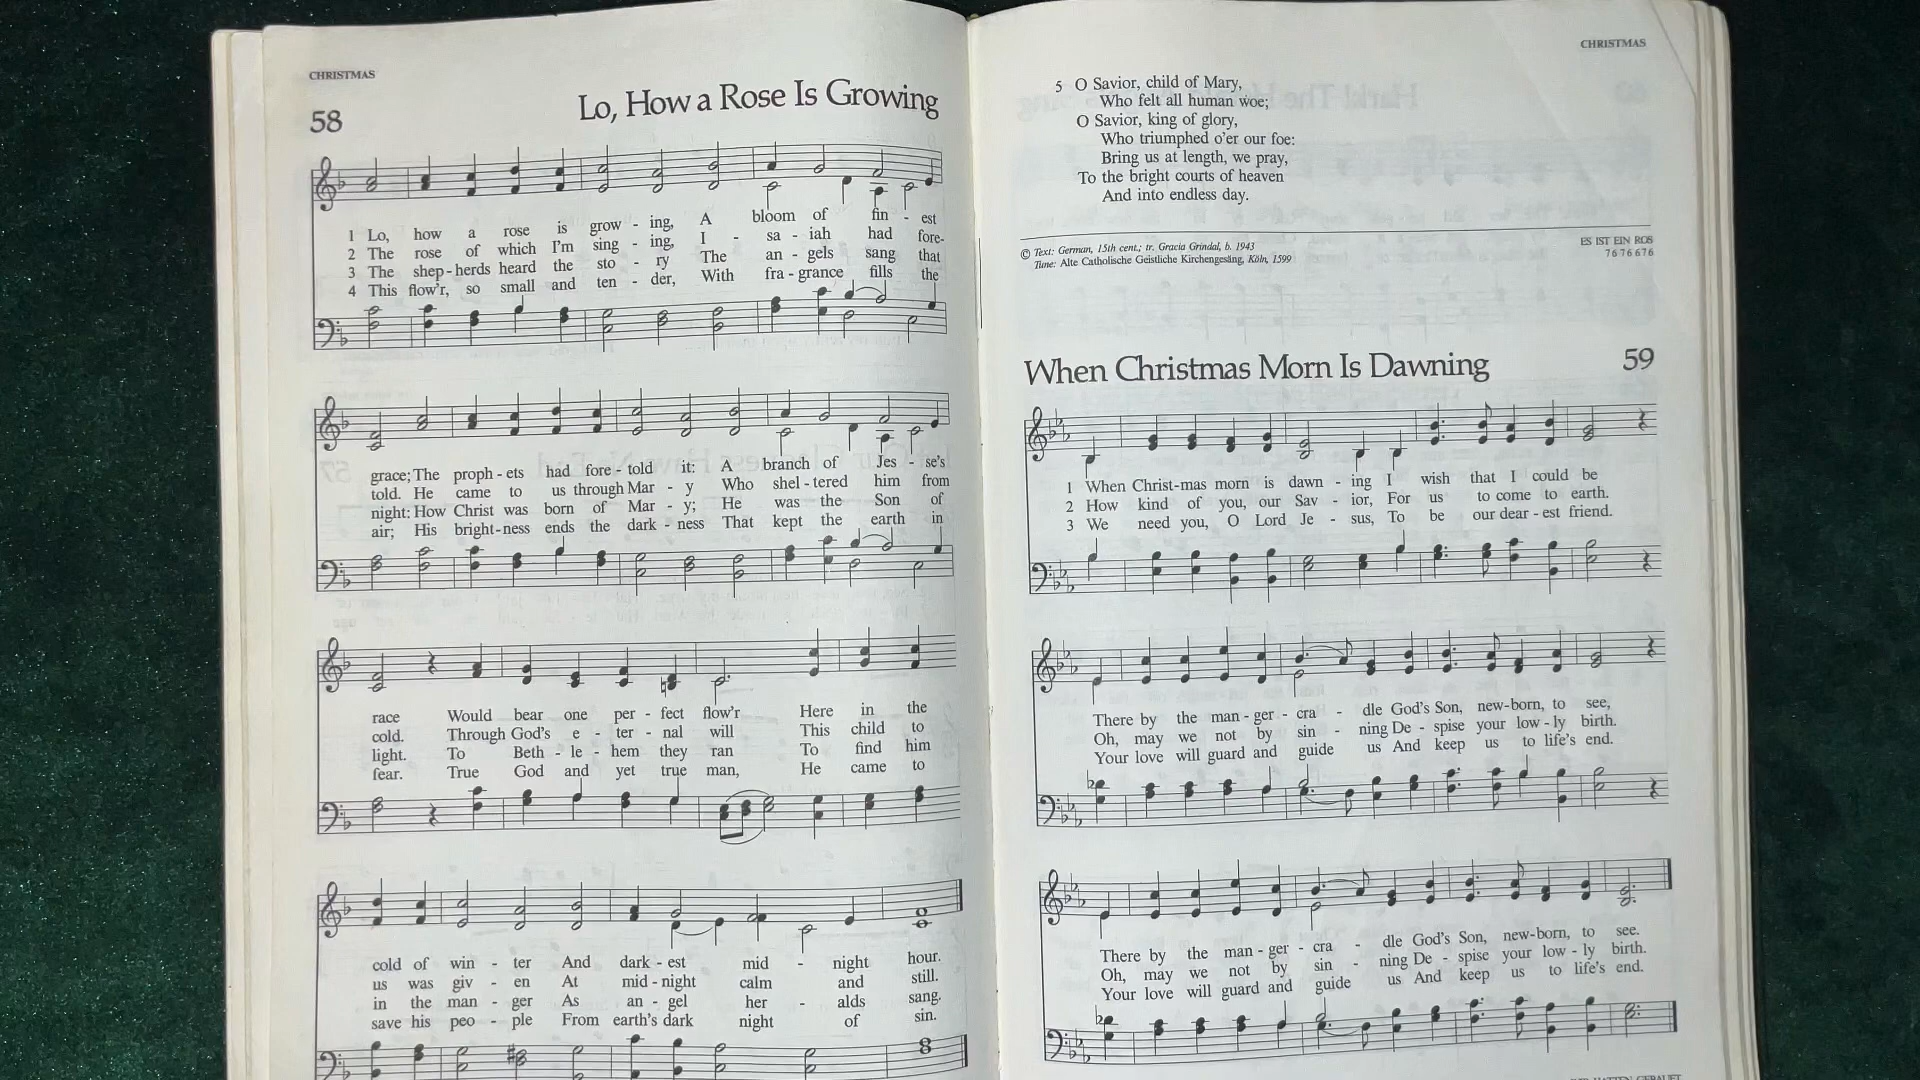 CHRISTMAS
58
Lo, How a Rose Is Growing
1 Lo, how a rose is grow - ing, A bloom of fin - est
2 The rose of which I'm sing - ing, I - sa - iah had fore-
3 The shep - herds heard the sto - ry The an - gels sang that
4 This flow'r, so small and ten - der, With fra - grance fills the
grace; The proph - ets had fore - told it: A branch of Jes - se's
told. He came to us through Mar - y Who shel - tered him from
night: How Christ was born of Mar - y; He was the Son of
air; His bright - ness ends the dark - ness That kept the earth in
race Would bear one per - fect flow'r Here in the
cold. Through God's e - ter - nal will This child to
light. To Beth - le - hem they ran To find him
fear. True God and yet true man, He came to
cold of win - ter And dark - est mid - night hour.
us was giv - en At mid - night calm and still.
in the man - ger As an - gel her - alds sang.
save his peo - ple From earth's dark night of sin.
CHRISTMAS
5 O Savior, child of Mary,
Who felt all human woe;
O Savior, king of glory,
Who triumphed o'er our foe:
Bring us at length, we pray,
To the bright courts of heaven
And into endless day.
© Text: German, 15th cent.; tr. Gracia Grindal, b. 1943
Tune: Alte Catholische Geistliche Kirchengesäng, Köln, 1599
ES IST EIN ROS
7 6 7 6 6 7 6
When Christmas Morn Is Dawning
59
1 When Christ - mas morn is dawn - ing I wish that I could be
2 How kind of you, our Sav - ior, For us to come to earth.
3 We need you, O Lord Je - sus, To be our dear - est friend.
There by the man - ger - cra - dle God's Son, new-born, to see,
Oh, may we not by sin - ning De - spise your low - ly birth.
Your love will guard and guide us And keep us to life's end.
There by the man - ger - cra - dle God's Son, new-born, to see.
Oh, may we not by sin - ning De - spise your low - ly birth.
Your love will guard and guide us And keep us to life's end.